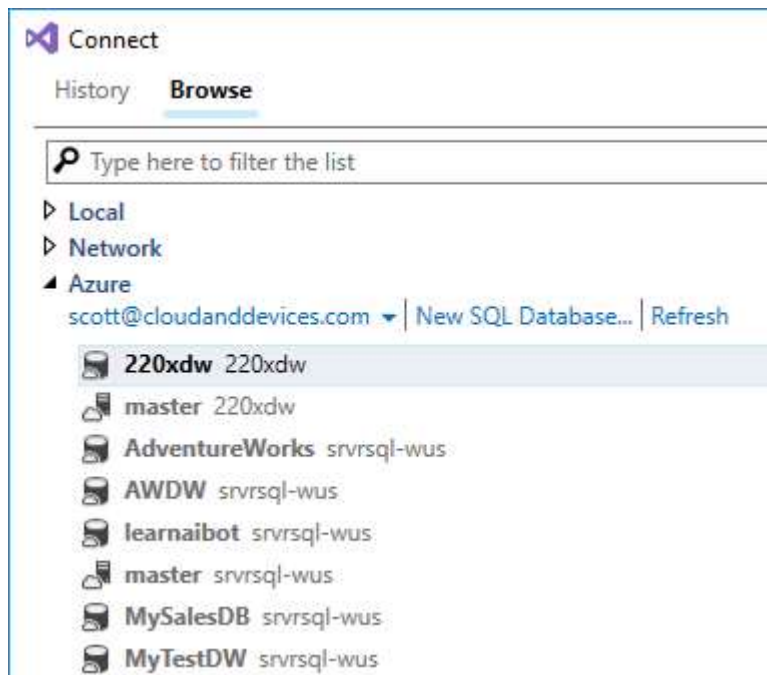 Connect
History Browse
Type here to filter the list
Local
Network
Azure
scott@cloudanddevices.com New SQL Database... Refresh
220xdw 220xdw
master 220xdw
AdventureWorks srvrsql-wus
AWDW srvrsql-wus
learnaibot srvrsql-wus
master srvrsql-wus
MySalesDB srvrsql-wus
MyTestDW srvrsql-wus